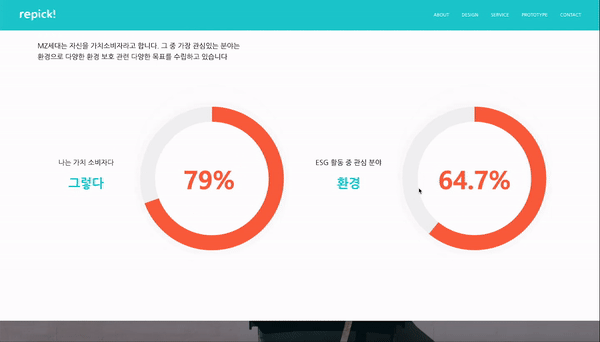 repick!
ABOUT DESIGN SERVICE PROTOTYPE CONTACT
MZ세대는 자신을 가치소비자라고 합니다. 그 중 가장 관심있는 분야는
환경으로 다양한 환경 보호 관련 다양한 목표를 수립하고 있습니다
나는 가치 소비자다
그렇다
79%
ESG 활동 중 관심 분야
환경
64.7%